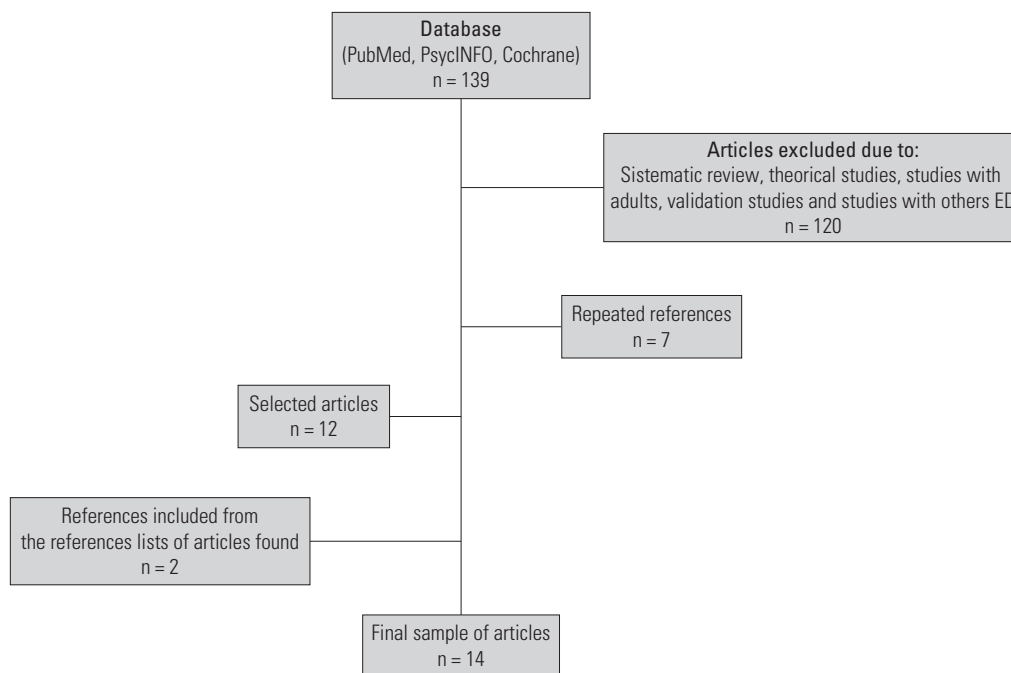 Database
(PubMed, PsycINFO, Cochrane)
n = 139
Articles excluded due to:
Sistematic review, theorical studies, studies with
adults, validation studies and studies with others ED
n = 120
Repeated references
n = 7
Selected articles
n = 12
References included from
the references lists of articles found
n = 2
Final sample of articles
n = 14